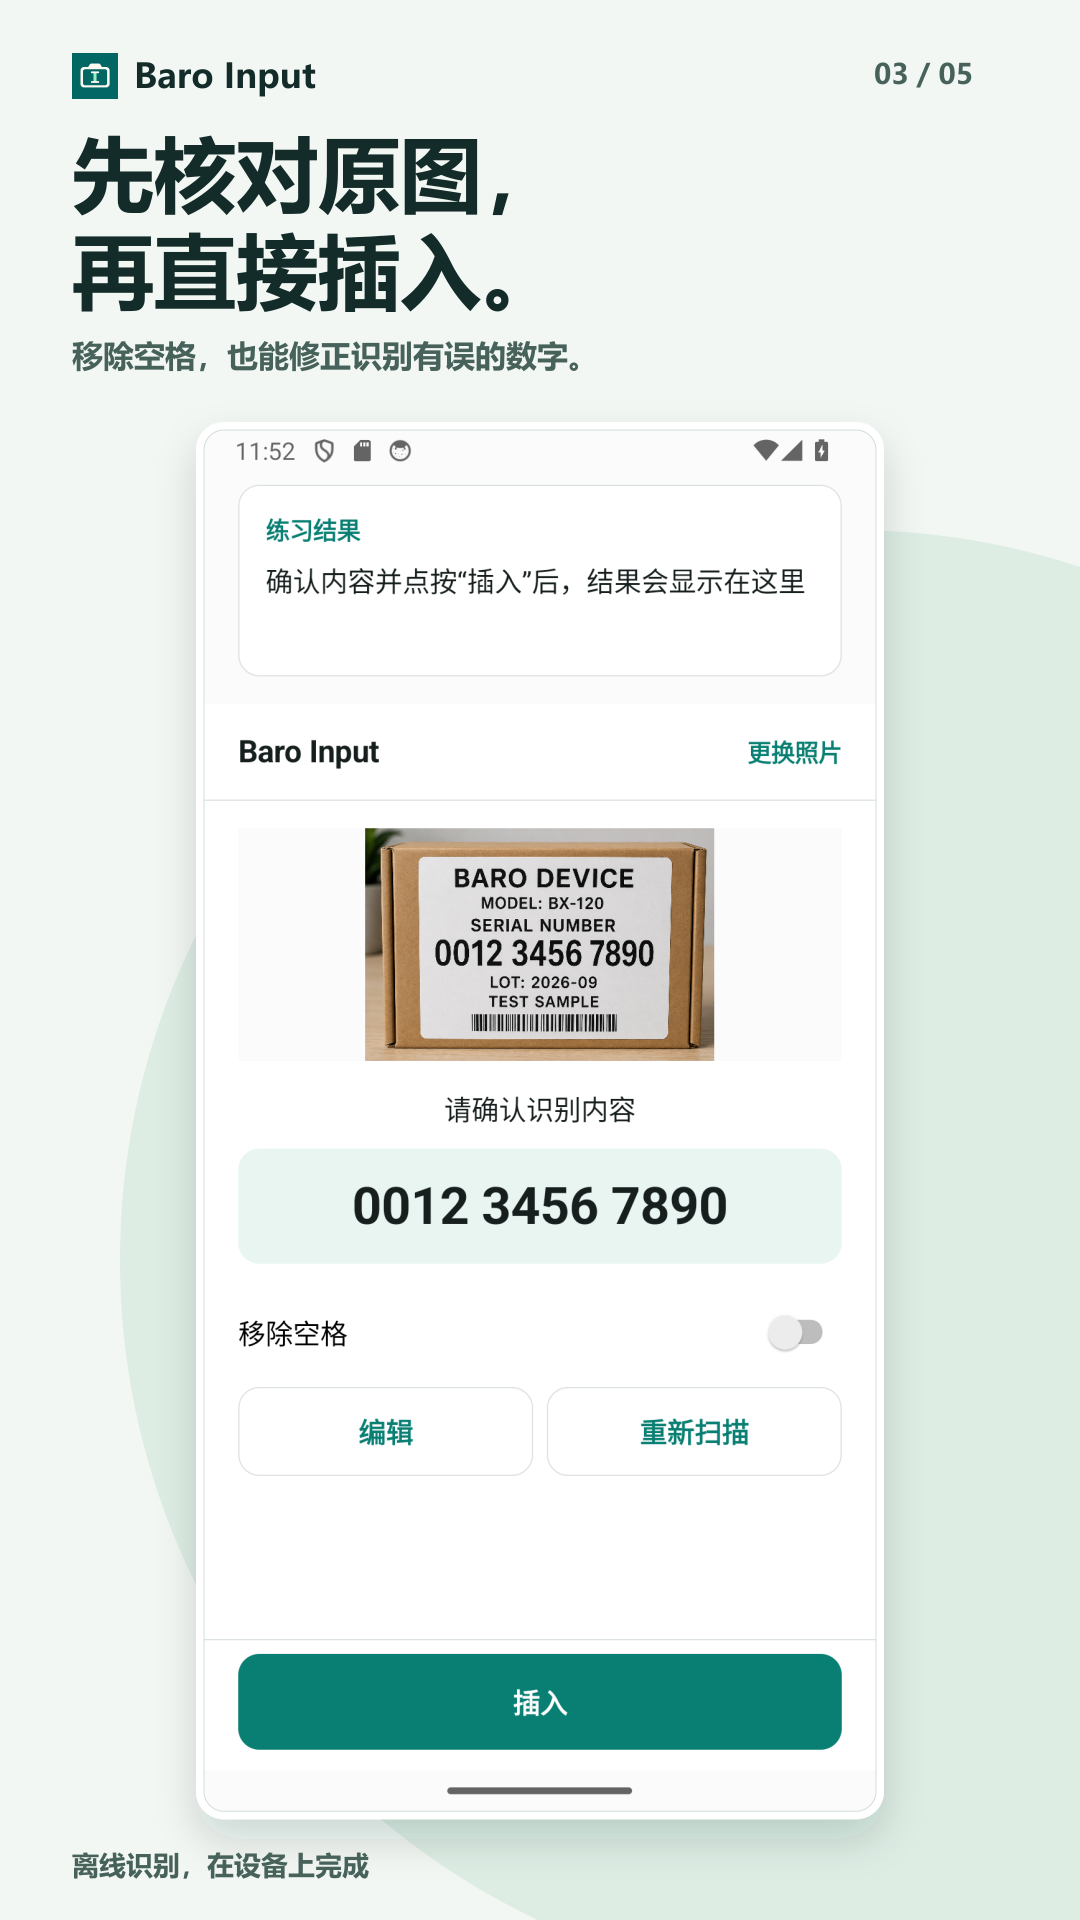 Baro Input
03 / 05
先核对原图，
再直接插入。
移除空格，也能修正识别有误的数字。
11:52
练习结果
确认内容并点按“插入”后，结果会显示在这里
Baro Input
更换照片
BARO DEVICE
MODEL: BX-120
SERIAL NUMBER
0012 3456 7890
LOT: 2026-09
TEST SAMPLE
请确认识别内容
0012 3456 7890
移除空格
编辑
重新扫描
插入
离线识别，在设备上完成